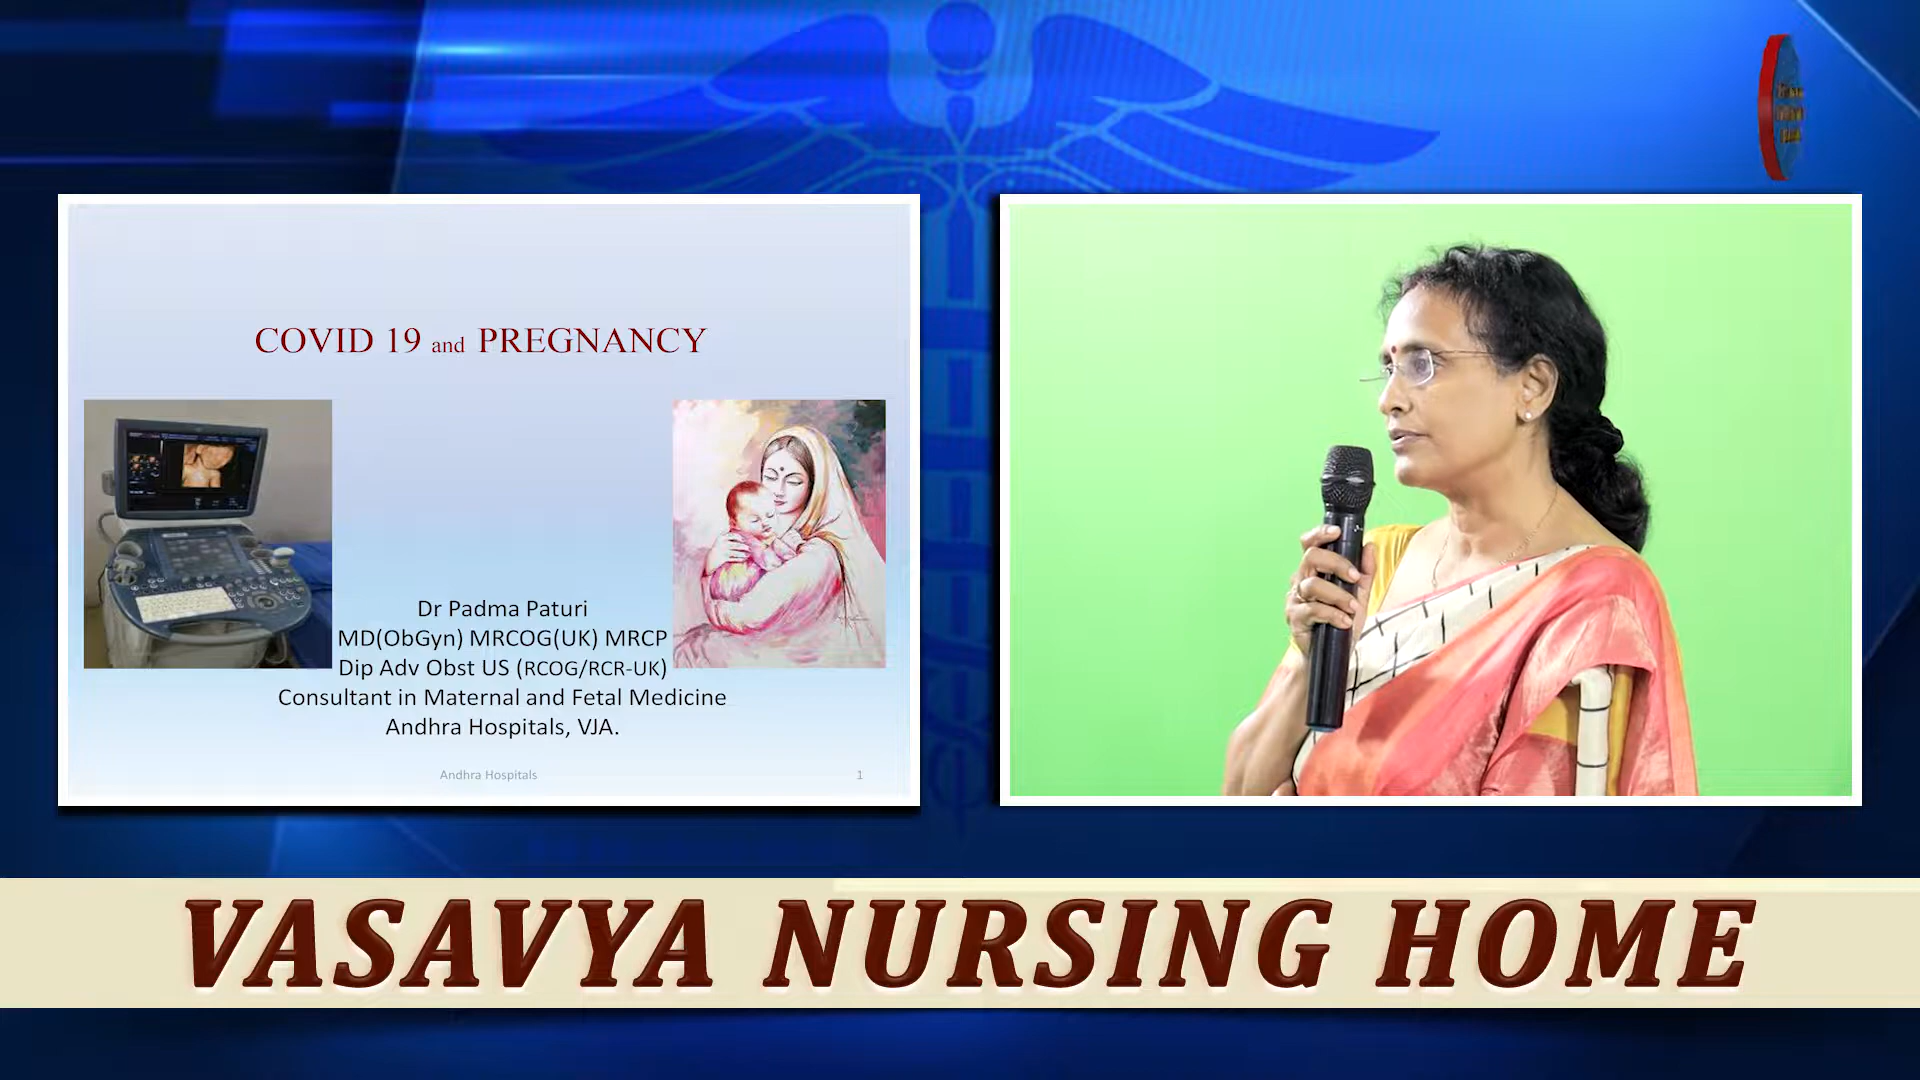 COVID 19 and PREGNANCY
Dr Padma Paturi
MD(ObGyn) MRCOG(UK) MRCP
Dip Adv Obst US (RCOG/RCR-UK)
Consultant in Maternal and Fetal Medicine
Andhra Hospitals, VJA.
Andhra Hospitals
1
VASAVYA NURSING HOME